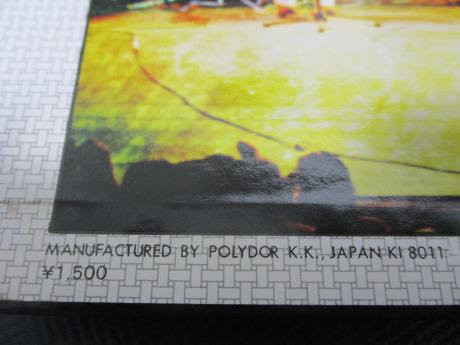 MANUFACTURED BY POLYDOR K.K., JAPAN KI 8011
¥1,500